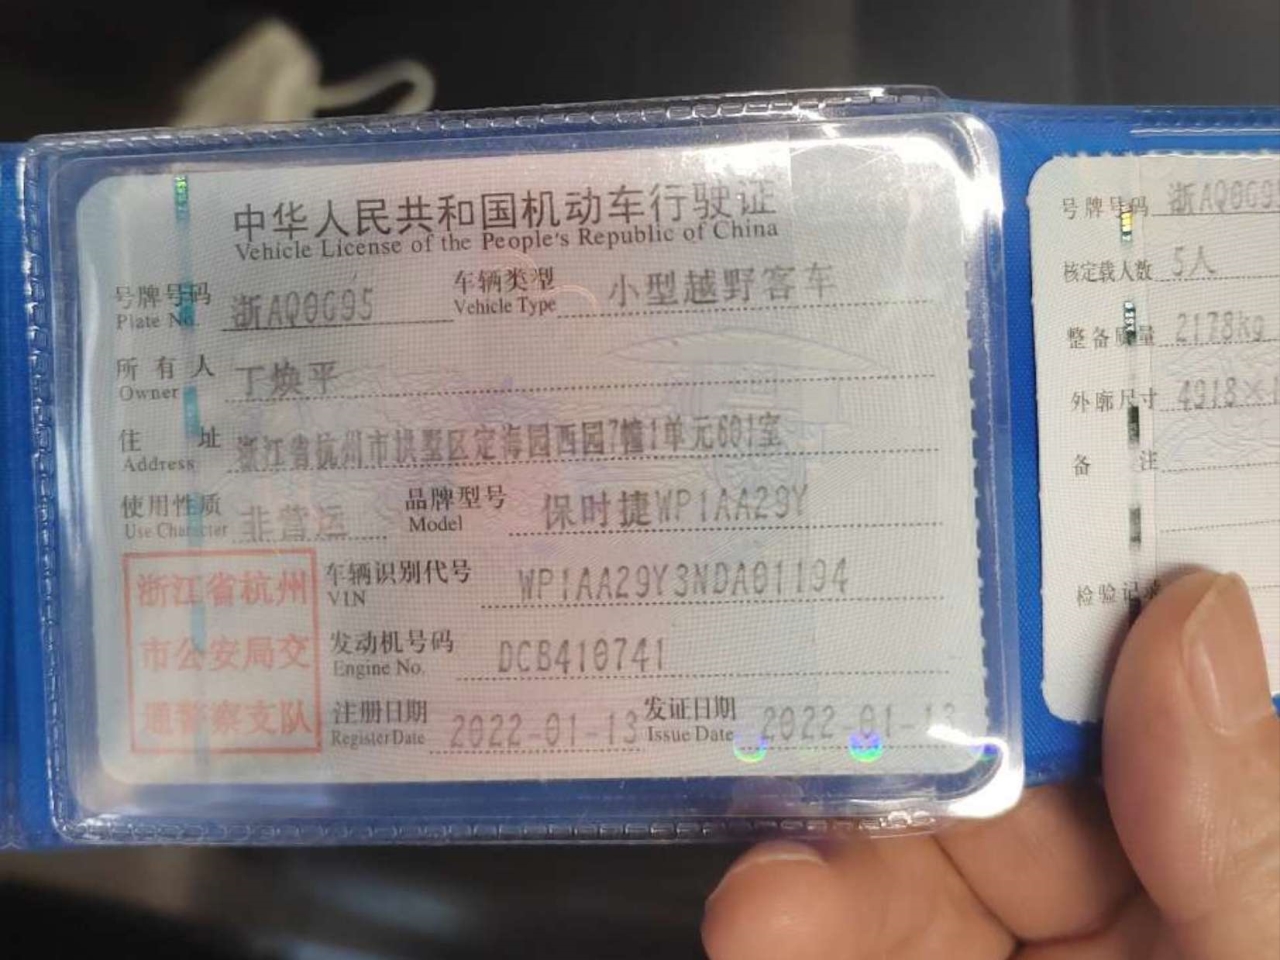 中华人民共和国机动车行驶证
Vehicle License of the People's Republic of China
号牌号码 浙AQ0G95 车辆类型 小型越野客车
Plate No. Vehicle Type
所有人 丁焕平
Owner
住址 浙江省杭州市拱墅区定海园西园7幢1单元601室
Address
使用性质 非营运 品牌型号 保时捷WP1AA29Y
Use Character Model
浙江省杭州
市公安局交
通警察支队
车辆识别代号 WP1AA29Y3NDA01194
VIN
发动机号码 DCB410741
Engine No.
注册日期 2022-01-13 发证日期 2022-01-13
Register Date Issue Date
号牌号码 浙AQ0G9
核定载人数 5人
整备质量 2178kg
外廓尺寸 4918×
备注
检验记录